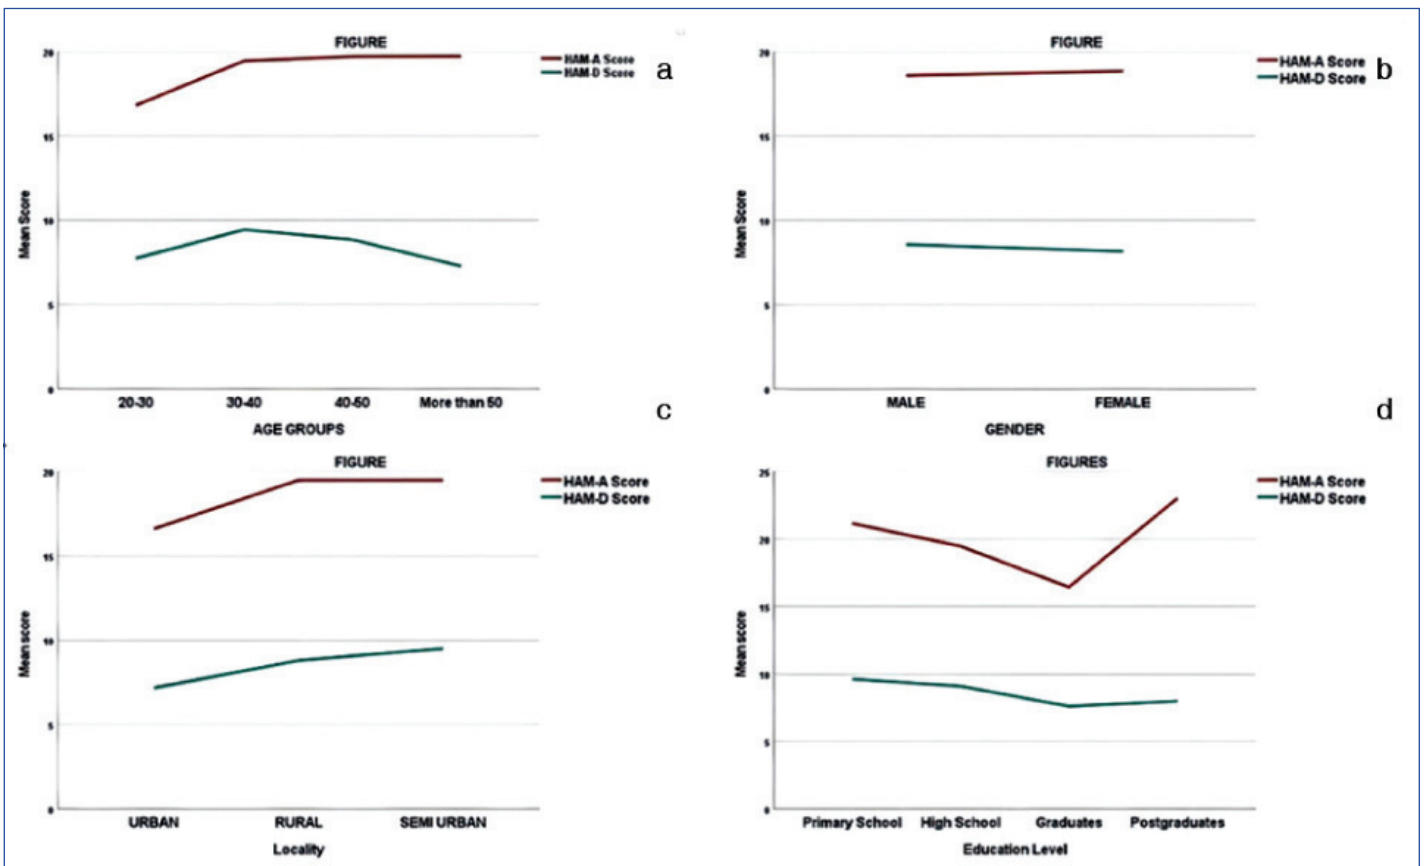 FIGURE
HAM-A Score
HAM-D Score
a
20
15
10
5
0
Mean Score
20-30 30-40 40-50 More than 50
AGE GROUPS
FIGURE
HAM-A Score
HAM-D Score
b
20
15
10
5
0
Mean Score
MALE FEMALE
GENDER
c
FIGURE
HAM-A Score
HAM-D Score
20
15
10
5
0
Mean score
URBAN RURAL SEMI URBAN
Locality
d
FIGURES
HAM-A Score
HAM-D Score
25
20
15
10
5
0
Mean score
Primary School High School Graduates Postgraduates
Education Level